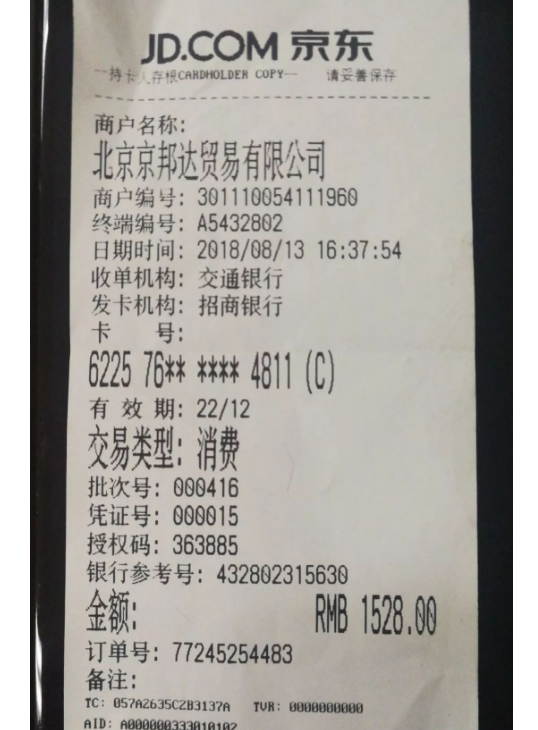 JD.COM 京东
持卡人存根CARDHOLDER COPY 请妥善保存
商户名称:
北京京邦达贸易有限公司
商户编号: 301110054111960
终端编号: A5432802
日期时间: 2018/08/13 16:37:54
收单机构: 交通银行
发卡机构: 招商银行
卡 号:
6225 76** **** 4811 (C)
有 效 期: 22/12
交易类型: 消费
批次号: 000416
凭证号: 000015
授权码: 363885
银行参考号: 432802315630
金额: RMB 1528.00
订单号: 77245254483
备注:
TC: 057A2635C2B3137A TVR: 0000000000
AID: A000000333010102